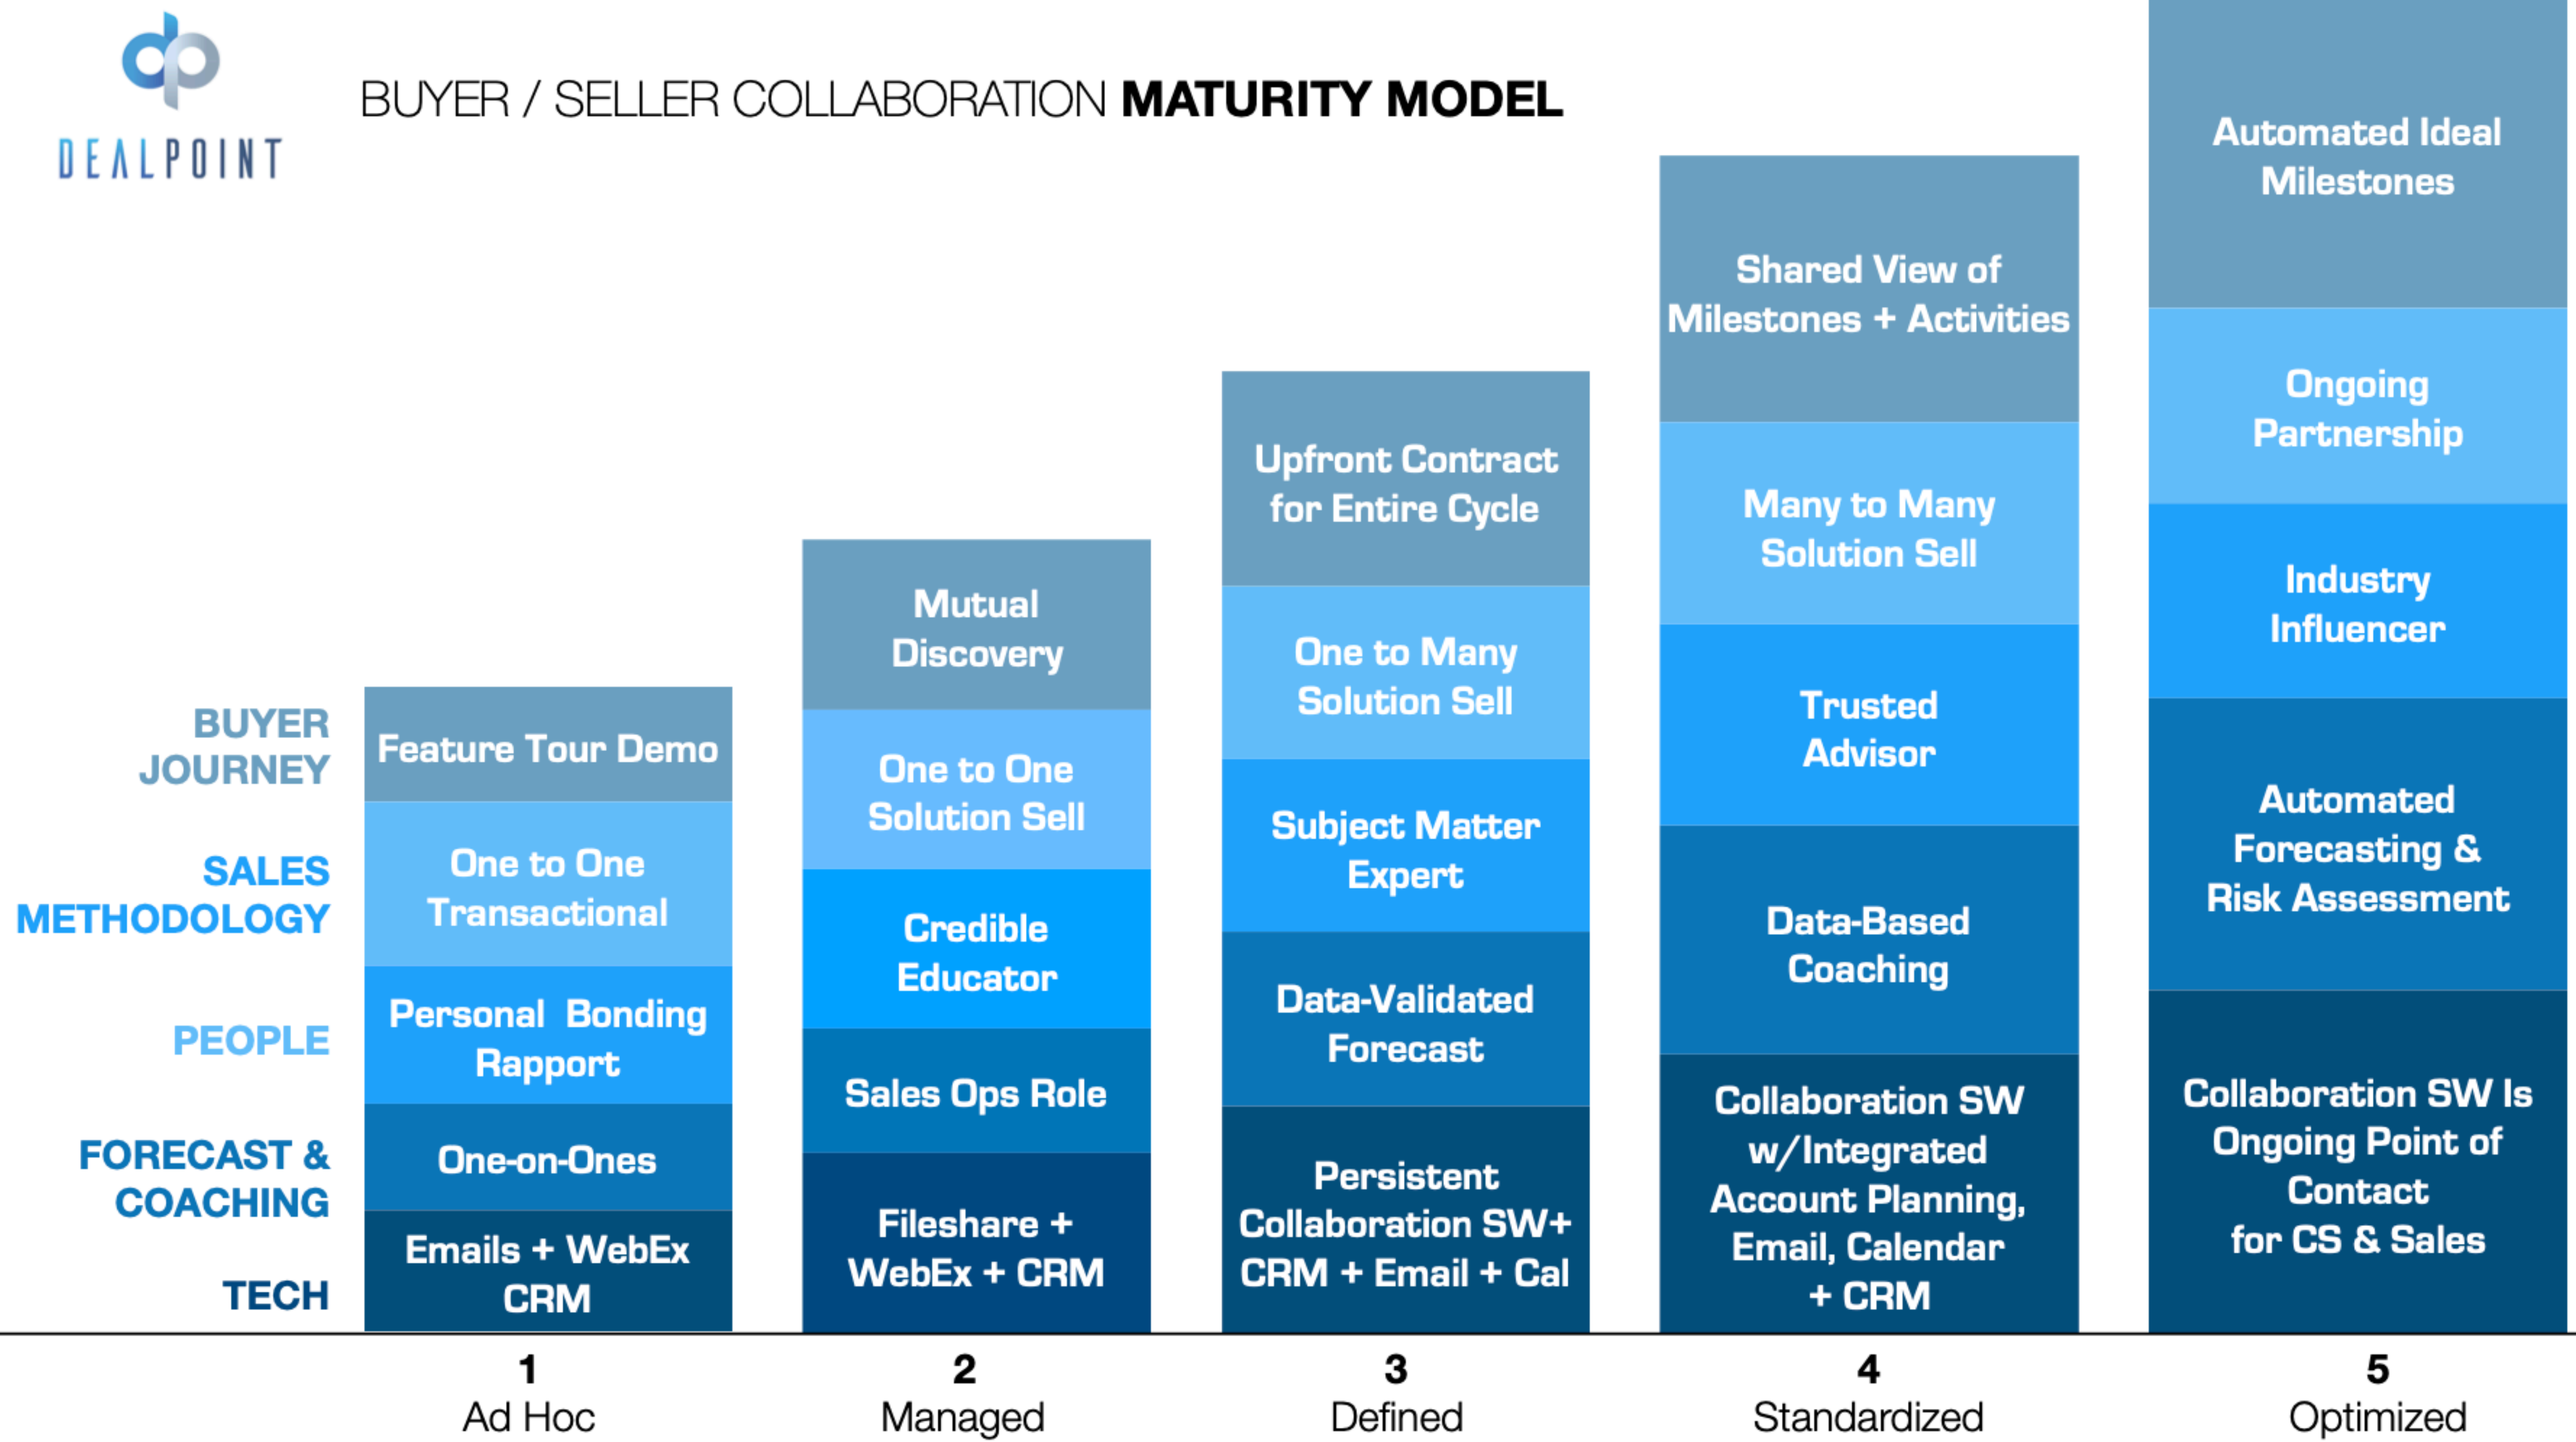 DEALPOINT
BUYER / SELLER COLLABORATION MATURITY MODEL
BUYER
JOURNEY
SALES
METHODOLOGY
PEOPLE
FORECAST &
COACHING
TECH
Feature Tour Demo
One to One
Transactional
Personal Bonding
Rapport
One-on-Ones
Emails + WebEx
CRM
1
Ad Hoc
Mutual
Discovery
One to One
Solution Sell
Credible
Educator
Sales Ops Role
Fileshare +
WebEx + CRM
2
Managed
Upfront Contract
for Entire Cycle
One to Many
Solution Sell
Subject Matter
Expert
Data-Validated
Forecast
Persistent
Collaboration SW+
CRM + Email + Cal
3
Defined
Shared View of
Milestones + Activities
Many to Many
Solution Sell
Trusted
Advisor
Data-Based
Coaching
Collaboration SW
w/Integrated
Account Planning,
Email, Calendar
+ CRM
4
Standardized
Automated Ideal
Milestones
Ongoing
Partnership
Industry
Influencer
Automated
Forecasting &
Risk Assessment
Collaboration SW Is
Ongoing Point of
Contact
for CS & Sales
5
Optimized